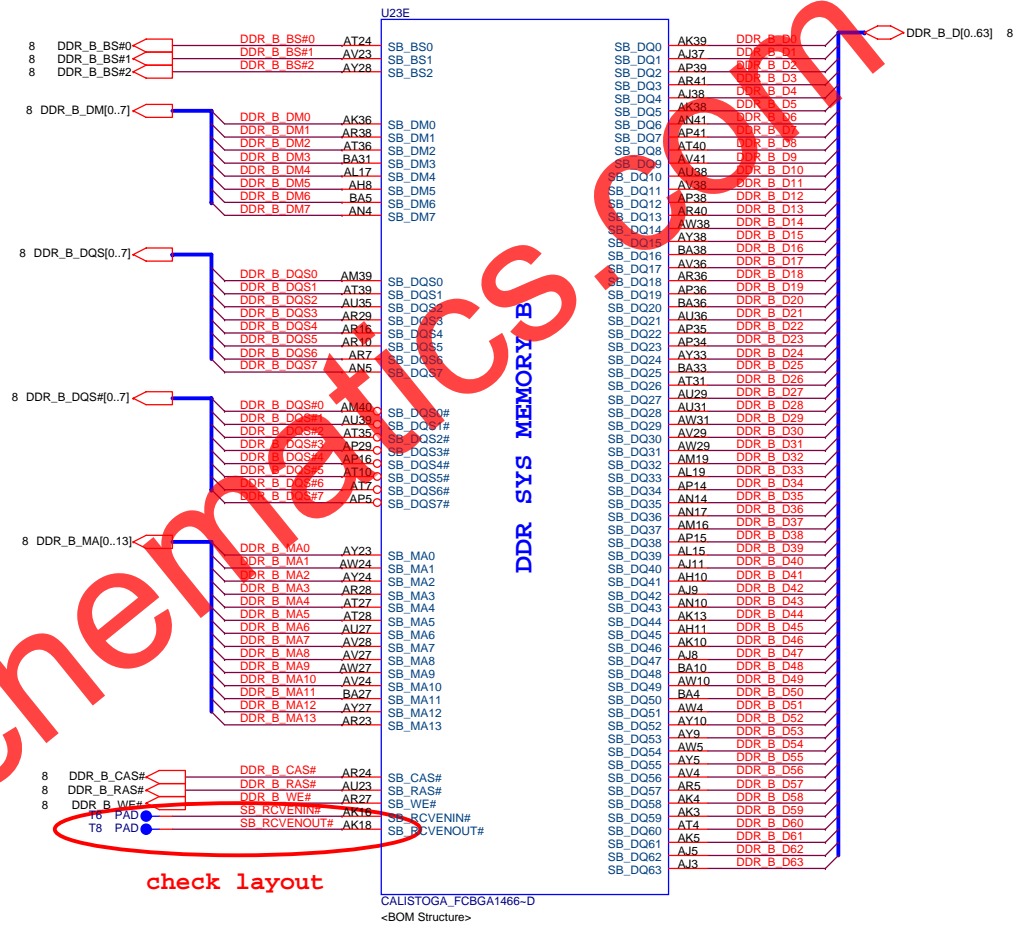 U23E
8 DDR_B_BS#0 DDR_B_BS#0 AT24 SB_BS0
8 DDR_B_BS#1 DDR_B_BS#1 AV23 SB_BS1
8 DDR_B_BS#2 DDR_B_BS#2 AY28 SB_BS2
8 DDR_B_DM[0..7]
DDR_B_DM0 AK36 SB_DM0
DDR_B_DM1 AR38 SB_DM1
DDR_B_DM2 AT36 SB_DM2
DDR_B_DM3 BA31 SB_DM3
DDR_B_DM4 AL17 SB_DM4
DDR_B_DM5 AH8 SB_DM5
DDR_B_DM6 BA5 SB_DM6
DDR_B_DM7 AN4 SB_DM7
8 DDR_B_DQS[0..7]
DDR_B_DQS0 AM39 SB_DQS0
DDR_B_DQS1 AT39 SB_DQS1
DDR_B_DQS2 AU35 SB_DQS2
DDR_B_DQS3 AR29 SB_DQS3
DDR_B_DQS4 AR16 SB_DQS4
DDR_B_DQS5 AR10 SB_DQS5
DDR_B_DQS6 AR7 SB_DQS6
DDR_B_DQS7 AN5 SB_DQS7
8 DDR_B_DQS#[0..7]
DDR_B_DQS#0 AM40 SB_DQS0#
DDR_B_DQS#1 AU39 SB_DQS1#
DDR_B_DQS#2 AT35 SB_DQS2#
DDR_B_DQS#3 AP29 SB_DQS3#
DDR_B_DQS#4 AP16 SB_DQS4#
DDR_B_DQS#5 AT10 SB_DQS5#
DDR_B_DQS#6 AT7 SB_DQS6#
DDR_B_DQS#7 AP5 SB_DQS7#
8 DDR_B_MA[0..13]
DDR_B_MA0 AY23 SB_MA0
DDR_B_MA1 AW24 SB_MA1
DDR_B_MA2 AY24 SB_MA2
DDR_B_MA3 AR28 SB_MA3
DDR_B_MA4 AT27 SB_MA4
DDR_B_MA5 AT28 SB_MA5
DDR_B_MA6 AU27 SB_MA6
DDR_B_MA7 AV28 SB_MA7
DDR_B_MA8 AV27 SB_MA8
DDR_B_MA9 AW27 SB_MA9
DDR_B_MA10 AV24 SB_MA10
DDR_B_MA11 BA27 SB_MA11
DDR_B_MA12 AY27 SB_MA12
DDR_B_MA13 AR23 SB_MA13
8 DDR_B_CAS# DDR_B_CAS# AR24 SB_CAS#
8 DDR_B_RAS# DDR_B_RAS# AU23 SB_RAS#
8 DDR_B_WE# DDR_B_WE# AR27 SB_WE#
T6 PAD SB_RCVENIN# AK16 SB_RCVENIN#
T8 PAD SB_RCVENOUT# AK18 SB_RCVENOUT#
check layout
DDR SYS MEMORY B
DDR_B_D[0..63] 8
SB_DQ0 AK39 DDR_B_D0
SB_DQ1 AJ37 DDR_B_D1
SB_DQ2 AP39 DDR_B_D2
SB_DQ3 AR41 DDR_B_D3
SB_DQ4 AJ38 DDR_B_D4
SB_DQ5 AK38 DDR_B_D5
SB_DQ6 AN41 DDR_B_D6
SB_DQ7 AP41 DDR_B_D7
SB_DQ8 AT40 DDR_B_D8
SB_DQ9 AV41 DDR_B_D9
SB_DQ10 AU38 DDR_B_D10
SB_DQ11 AV38 DDR_B_D11
SB_DQ12 AP38 DDR_B_D12
SB_DQ13 AR40 DDR_B_D13
SB_DQ14 AW38 DDR_B_D14
SB_DQ15 AY38 DDR_B_D15
SB_DQ16 BA38 DDR_B_D16
SB_DQ17 AV36 DDR_B_D17
SB_DQ18 AR36 DDR_B_D18
SB_DQ19 AP36 DDR_B_D19
SB_DQ20 BA36 DDR_B_D20
SB_DQ21 AU36 DDR_B_D21
SB_DQ22 AP35 DDR_B_D22
SB_DQ23 AP34 DDR_B_D23
SB_DQ24 AY33 DDR_B_D24
SB_DQ25 BA33 DDR_B_D25
SB_DQ26 AT31 DDR_B_D26
SB_DQ27 AU29 DDR_B_D27
SB_DQ28 AU31 DDR_B_D28
SB_DQ29 AW31 DDR_B_D29
SB_DQ30 AV29 DDR_B_D30
SB_DQ31 AW29 DDR_B_D31
SB_DQ32 AM19 DDR_B_D32
SB_DQ33 AL19 DDR_B_D33
SB_DQ34 AP14 DDR_B_D34
SB_DQ35 AN14 DDR_B_D35
SB_DQ36 AN17 DDR_B_D36
SB_DQ37 AM16 DDR_B_D37
SB_DQ38 AP15 DDR_B_D38
SB_DQ39 AL15 DDR_B_D39
SB_DQ40 AJ11 DDR_B_D40
SB_DQ41 AH10 DDR_B_D41
SB_DQ42 AJ9 DDR_B_D42
SB_DQ43 AN10 DDR_B_D43
SB_DQ44 AK13 DDR_B_D44
SB_DQ45 AH11 DDR_B_D45
SB_DQ46 AK10 DDR_B_D46
SB_DQ47 AJ8 DDR_B_D47
SB_DQ48 BA10 DDR_B_D48
SB_DQ49 AW10 DDR_B_D49
SB_DQ50 BA4 DDR_B_D50
SB_DQ51 AW4 DDR_B_D51
SB_DQ52 AY10 DDR_B_D52
SB_DQ53 AY9 DDR_B_D53
SB_DQ54 AW5 DDR_B_D54
SB_DQ55 AY5 DDR_B_D55
SB_DQ56 AV4 DDR_B_D56
SB_DQ57 AR5 DDR_B_D57
SB_DQ58 AK4 DDR_B_D58
SB_DQ59 AK3 DDR_B_D59
SB_DQ60 AT4 DDR_B_D60
SB_DQ61 AK5 DDR_B_D61
SB_DQ62 AJ5 DDR_B_D62
SB_DQ63 AJ3 DDR_B_D63
CALISTOGA_FCBGA1466~D
<BOM Structure>
chematics.com